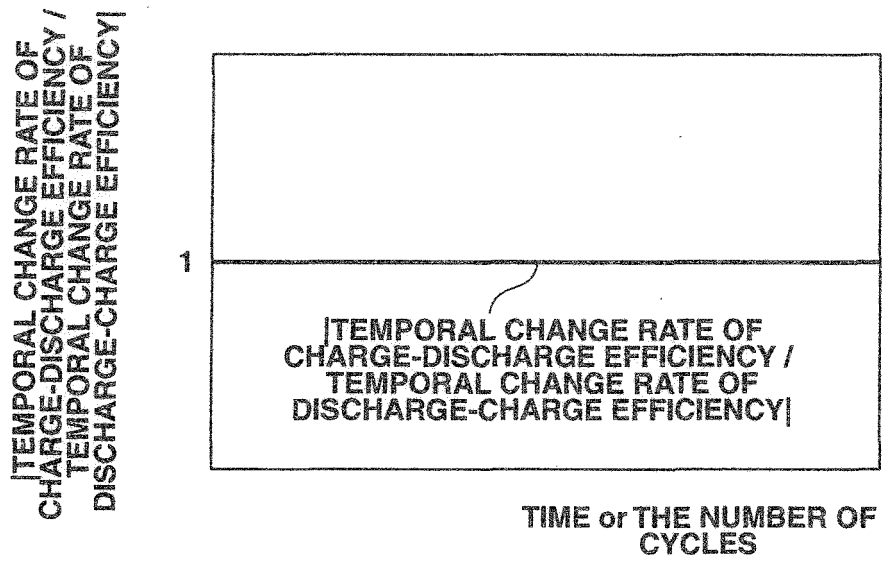 |TEMPORAL CHANGE RATE OF
CHARGE-DISCHARGE EFFICIENCY /
TEMPORAL CHANGE RATE OF
DISCHARGE-CHARGE EFFICIENCY|
1
|TEMPORAL CHANGE RATE OF
CHARGE-DISCHARGE EFFICIENCY /
TEMPORAL CHANGE RATE OF
DISCHARGE-CHARGE EFFICIENCY|
TIME or THE NUMBER OF
CYCLES